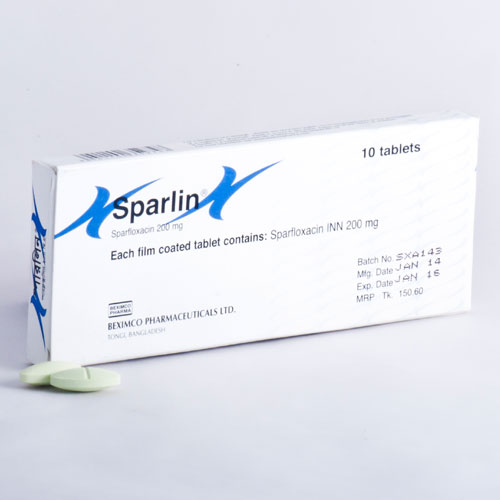 10 tablets
Sparlin®
Sparfloxacin 200 mg
Each film coated tablet contains: Sparfloxacin INN 200 mg
Batch No. SXA143
Mfg. Date JAN 14
Exp. Date JAN 16
MRP Tk. 150.60
BEXIMCO
PHARMA
BEXIMCO PHARMACEUTICALS LTD.
TONGI, BANGLADESH
স্পারলিন